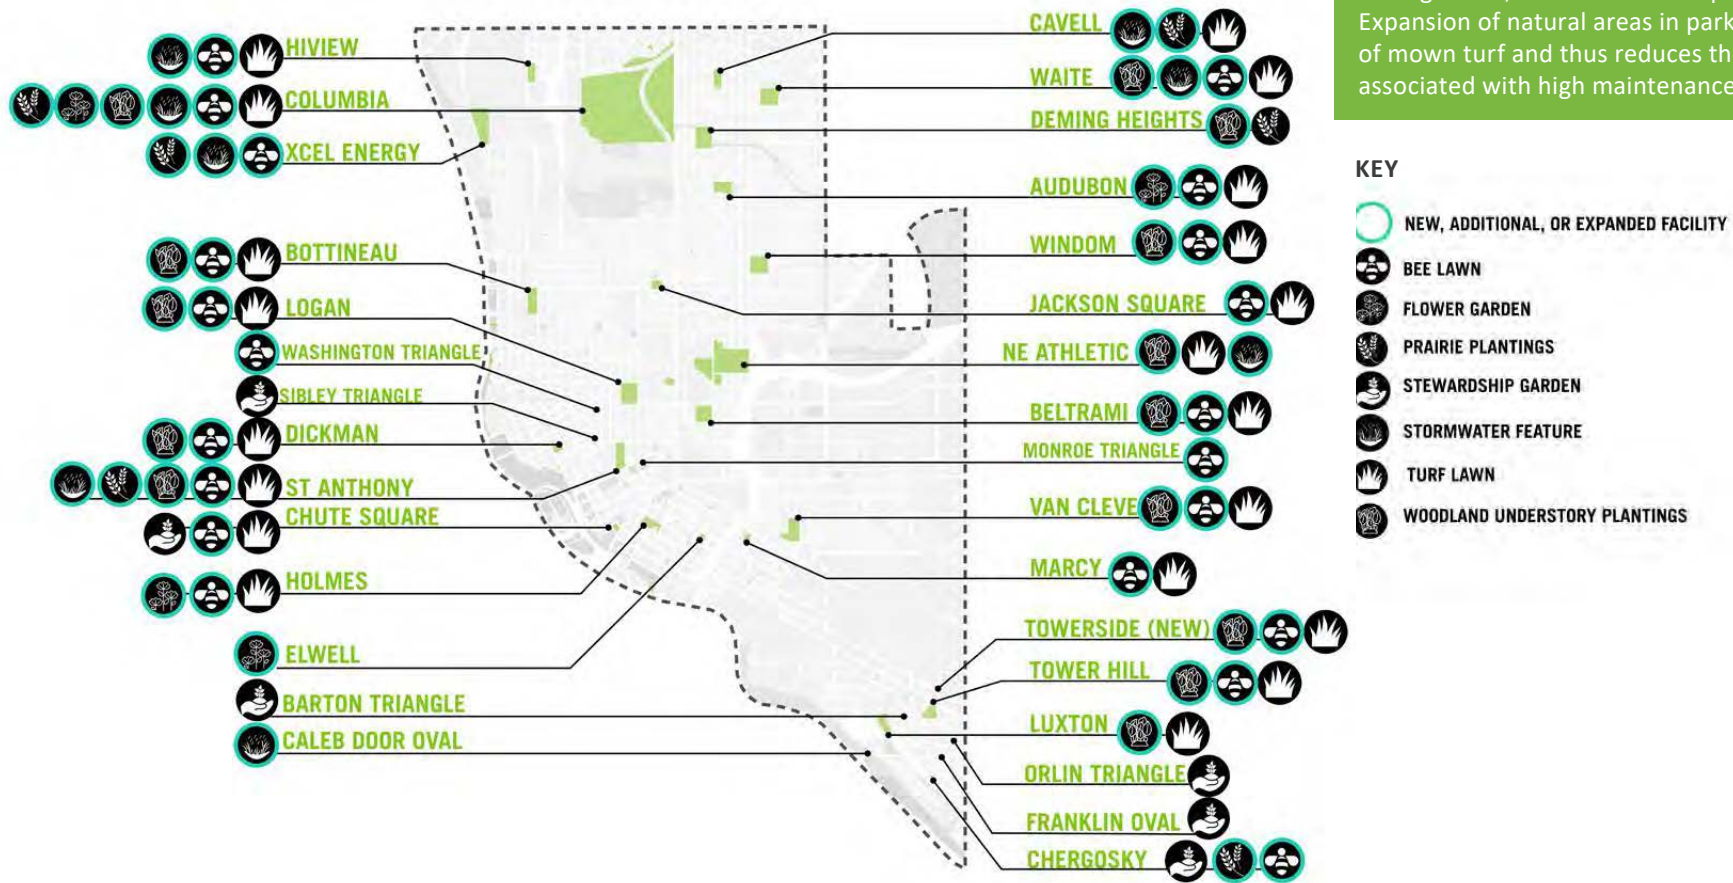 HIVIEW
COLUMBIA
XCEL ENERGY
BOTTINEAU
LOGAN
WASHINGTON TRIANGLE
SIBLEY TRIANGLE
DICKMAN
ST ANTHONY
CHUTE SQUARE
HOLMES
ELWELL
BARTON TRIANGLE
CALEB DOOR OVAL
CAVELL
WAITE
DEMING HEIGHTS
AUDUBON
WINDOM
JACKSON SQUARE
NE ATHLETIC
BELTRAMI
MONROE TRIANGLE
VAN CLEVE
MARCY
TOWERSIDE (NEW)
TOWER HILL
LUXTON
ORLIN TRIANGLE
FRANKLIN OVAL
CHERGOSKY
Expansion of natural areas in park
of mown turf and thus reduces th
associated with high maintenance
KEY
NEW, ADDITIONAL, OR EXPANDED FACILITY
BEE LAWN
FLOWER GARDEN
PRAIRIE PLANTINGS
STEWARDSHIP GARDEN
STORMWATER FEATURE
TURF LAWN
WOODLAND UNDERSTORY PLANTINGS